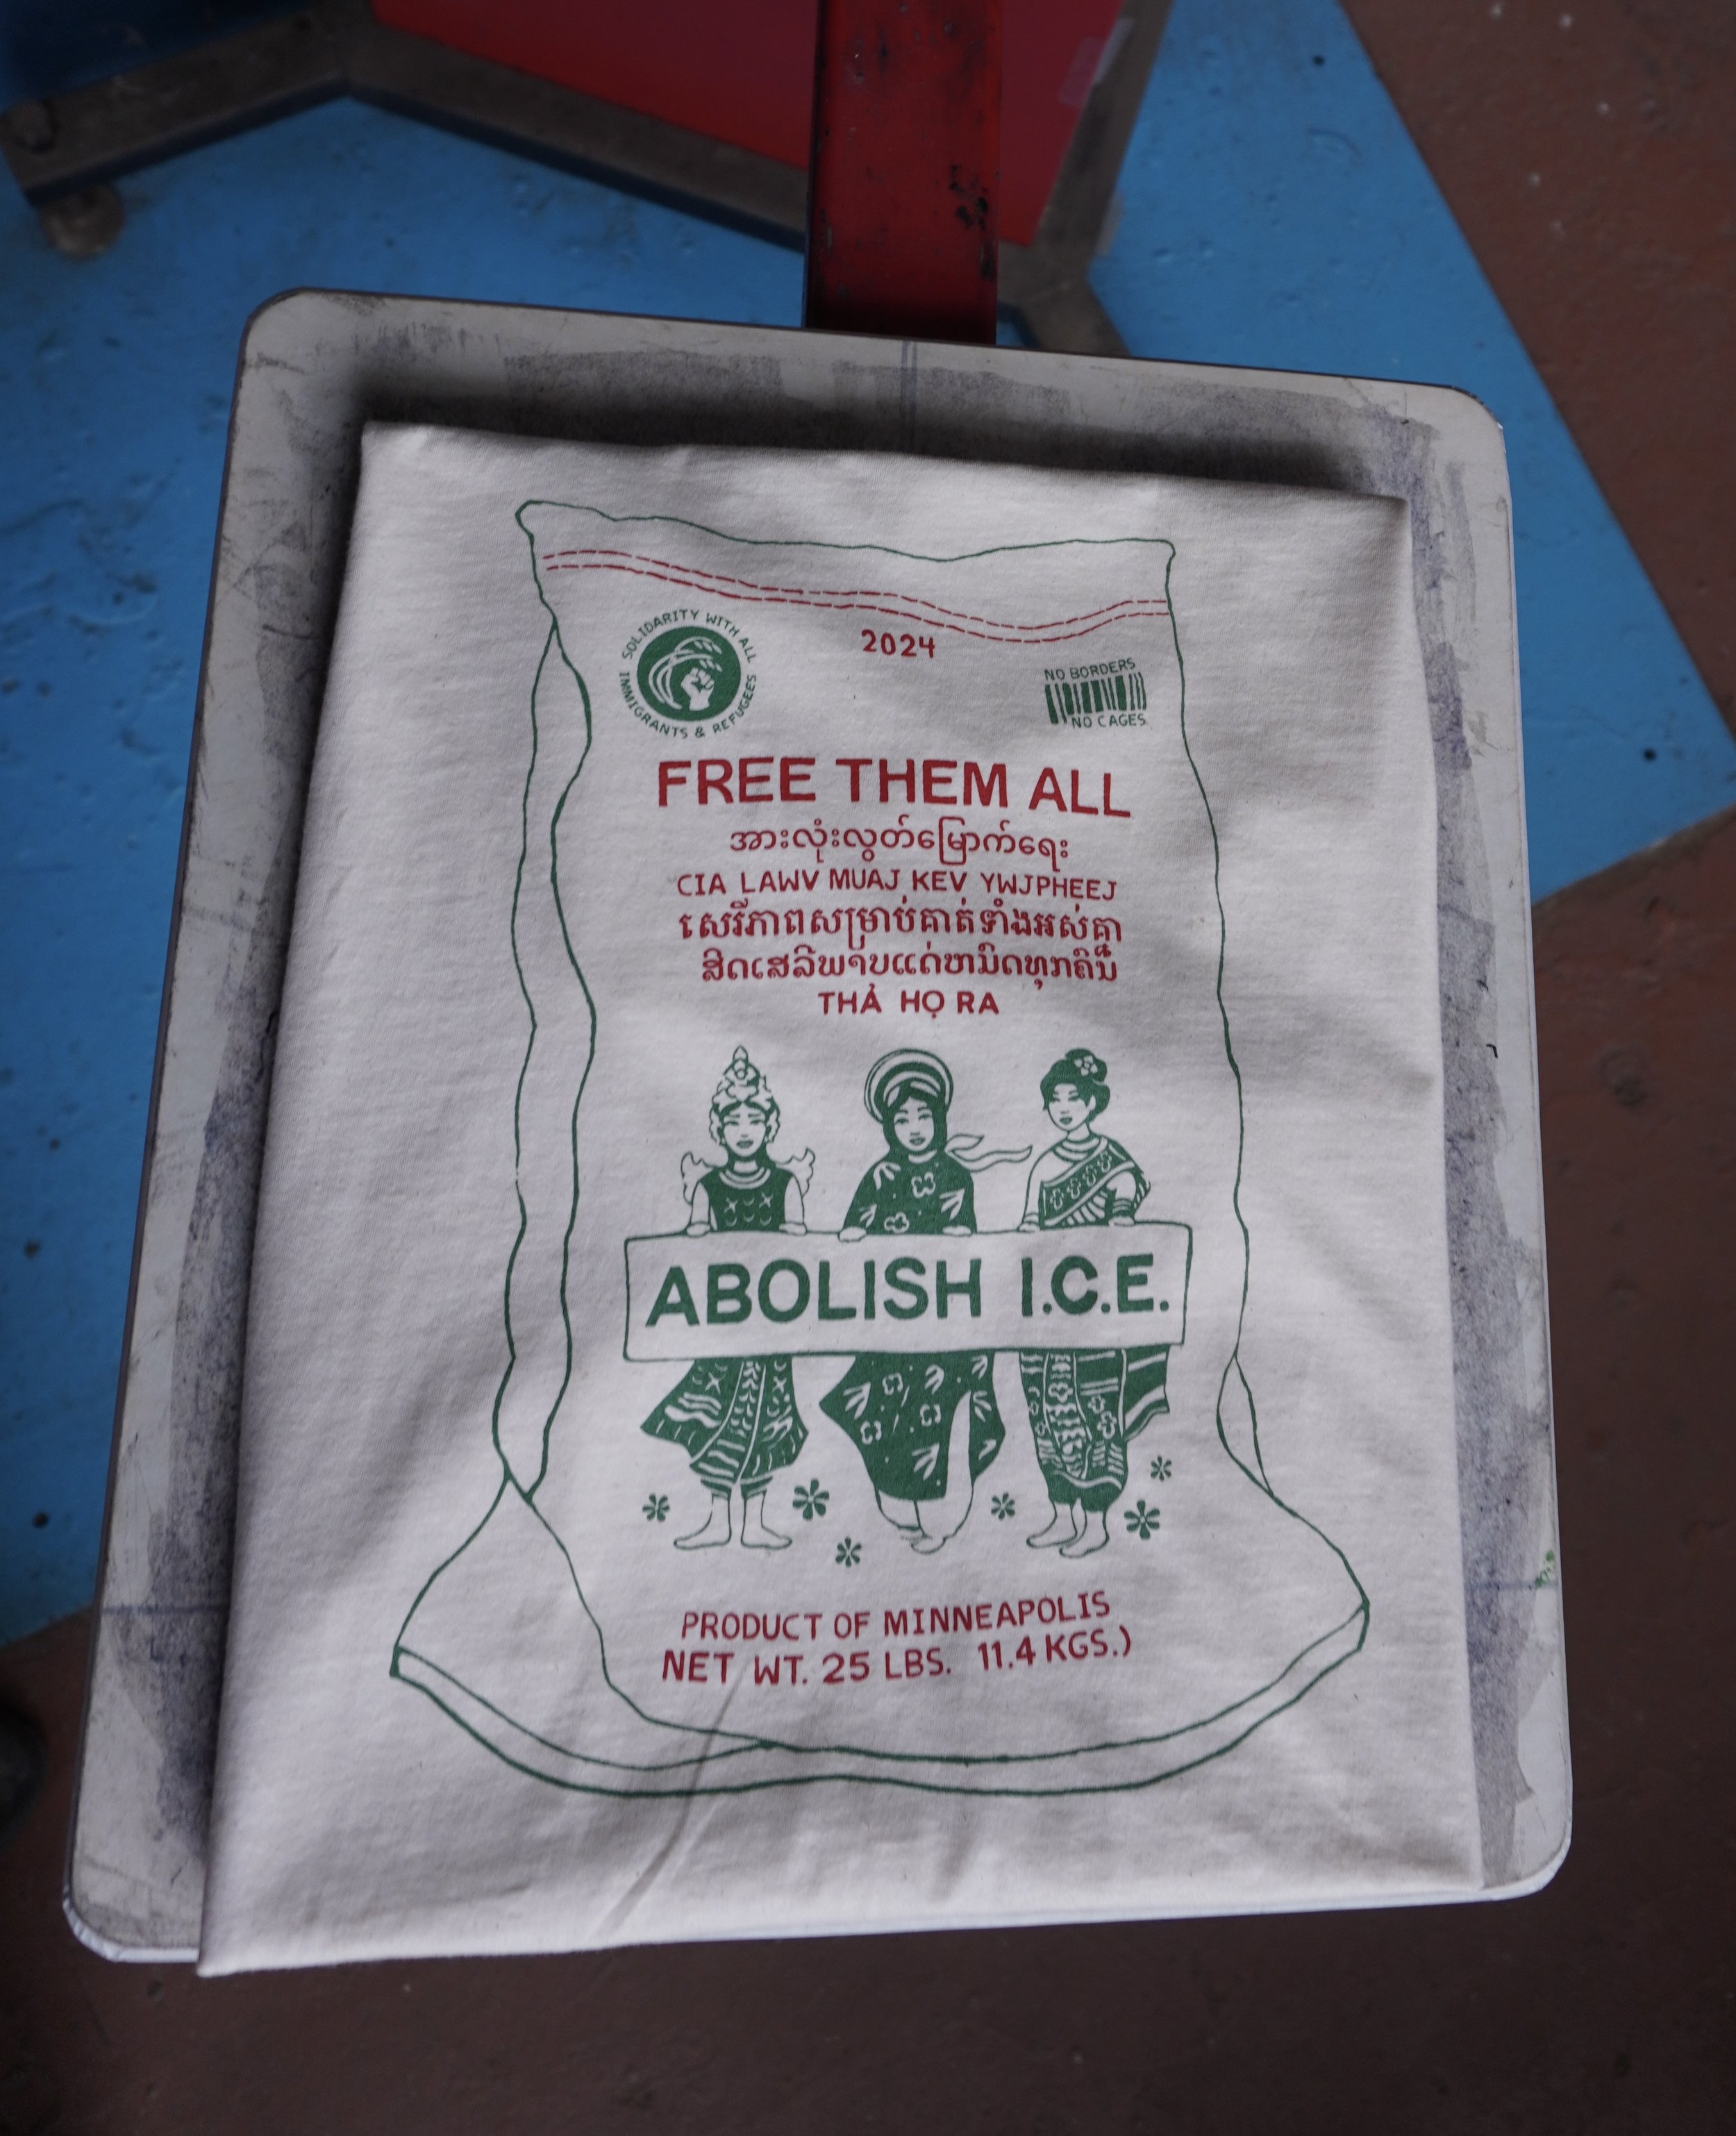 2024
SOLIDARITY WITH ALL
IMMIGRANTS & REFUGEES
NO BORDERS
NO CAGES
FREE THEM ALL
အားလုံးလွတ်မြောက်ရေး
CIA LAWV MUAJ KEV YWJPHEEJ
សេរីភាពសម្រាប់គាត់ទាំងអស់គ្នា
ສິດເສລີພາບແດ່ຫມົດທຸກຄົນ
THẢ HỌ RA
ABOLISH I.C.E.
PRODUCT OF MINNEAPOLIS
NET WT. 25 LBS. 11.4 KGS.)